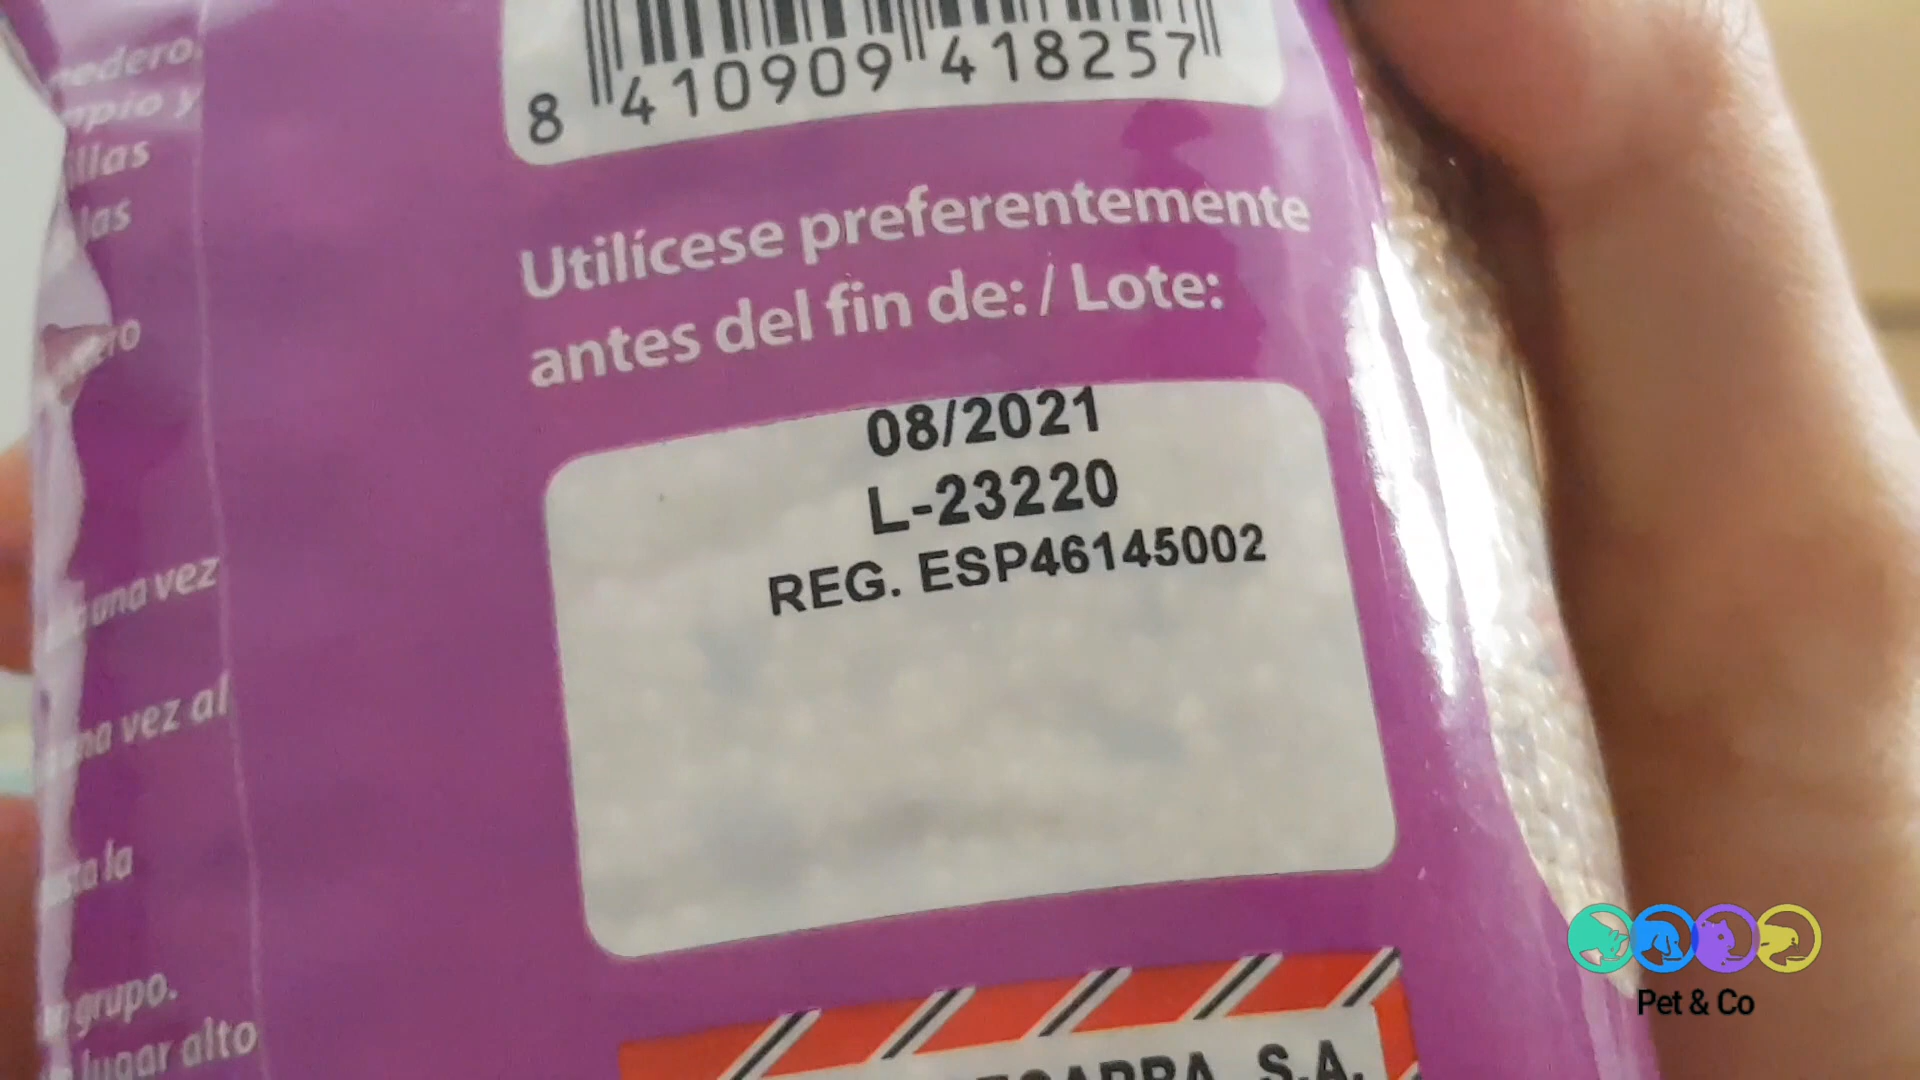 8 410909 418257
Utilícese preferentemente
antes del fin de: / Lote:
08/2021
L-23220
REG. ESP46145002
y
una vez
vez al
la
grupo.
lugar alto
S.A.
Pet & Co